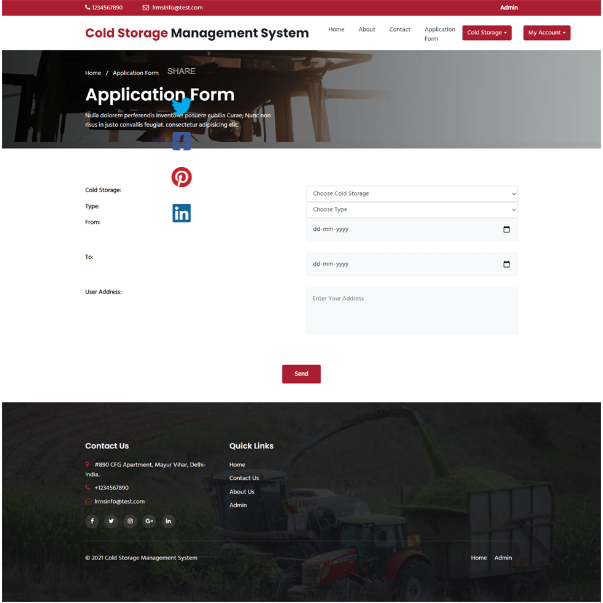 1234567890 lrmsinfo@test.com Admin
Cold Storage Management System Home About Contact Application Form Cold Storage My Account
Home / Application Form SHARE
Application Form
Nulla dolorem perferendis inventore posuere cubilia Curae; Nunc non
risus in justo convallis feugiat. consectetur adipisicing elit.
Cold Storage: Choose Cold Storage
Type: Choose Type
From: dd-mm-yyyy
To: dd-mm-yyyy
User Address: Enter Your Address
Send
Contact Us Quick Links
#890 CFG Apartment, Mayur Vihar, Delhi-
India.
+1234567890
lrmsinfo@test.com
Home
Contact Us
About Us
Admin
© 2021 Cold Storage Management System Home Admin